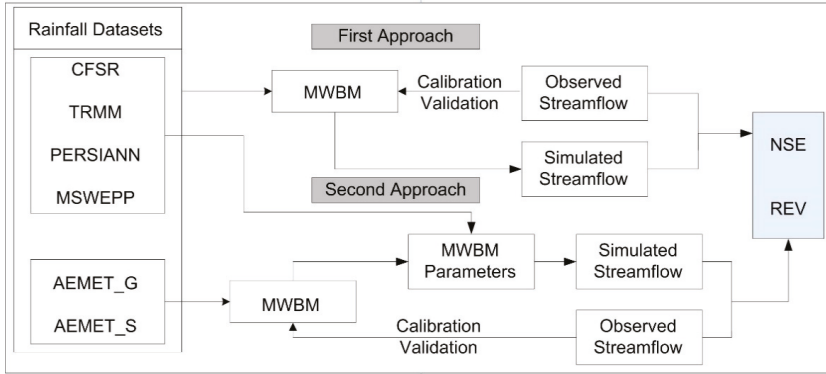 Rainfall Datasets
CFSR
TRMM
PERSIANN
MSWEPP
AEMET_G
AEMET_S
First Approach
MWBM
Calibration
Validation
Observed
Streamflow
Simulated
Streamflow
Second Approach
MWBM
Parameters
Simulated
Streamflow
MWBM
Calibration
Validation
Observed
Streamflow
NSE
REV